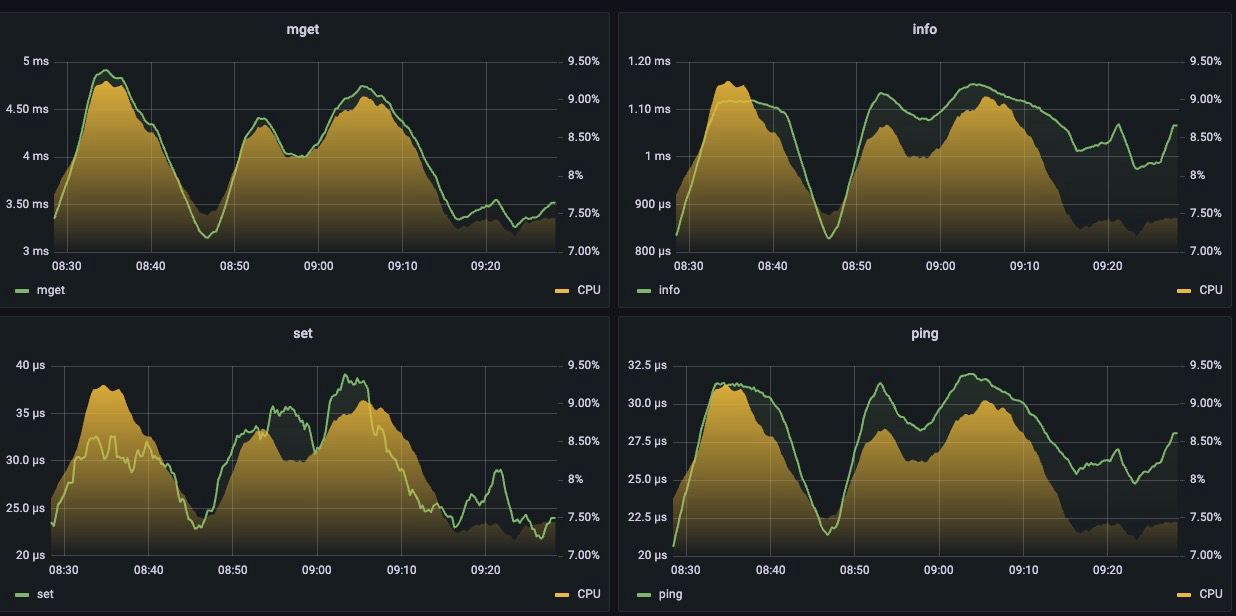 mget
5 ms 9.50%
4.50 ms 9.00%
4 ms 8.50%
8%
3.50 ms 7.50%
3 ms 7.00%
08:30 08:40 08:50 09:00 09:10 09:20
mget CPU
info
1.20 ms 9.50%
1.10 ms 9.00%
8.50%
1 ms 8%
900 µs 7.50%
800 µs 7.00%
08:30 08:40 08:50 09:00 09:10 09:20
info CPU
set
40 µs 9.50%
35 µs 9.00%
30.0 µs 8.50%
8%
25.0 µs 7.50%
20 µs 7.00%
08:30 08:40 08:50 09:00 09:10 09:20
set CPU
ping
32.5 µs 9.50%
30.0 µs 9.00%
27.5 µs 8.50%
25.0 µs 8%
22.5 µs 7.50%
20 µs 7.00%
08:30 08:40 08:50 09:00 09:10 09:20
ping CPU